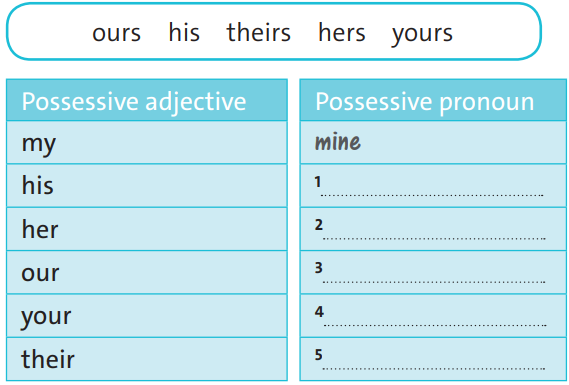 ours his theirs hers yours
Possessive adjective Possessive pronoun
my mine
his 1
her 2
our 3
your 4
their 5